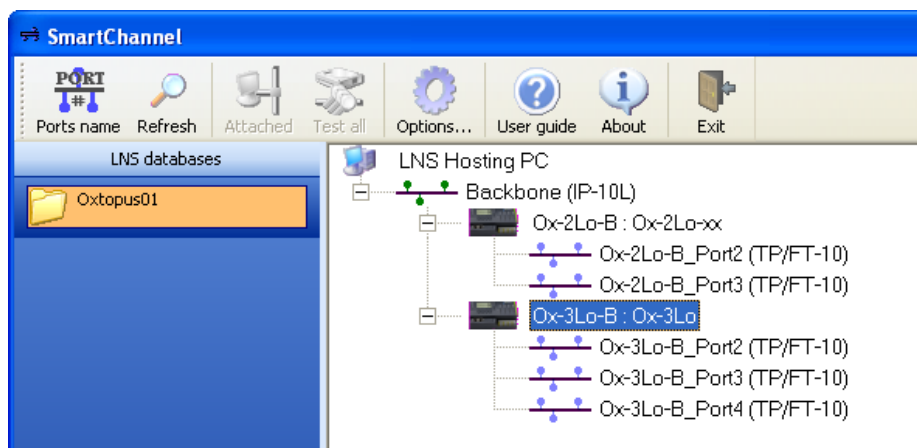 SmartChannel
PORT
#
Ports name Refresh Attached Test all Options... User guide About Exit
LNS databases
Oxtopus01
LNS Hosting PC
Backbone (IP-10L)
Ox-2Lo-B : Ox-2Lo-xx
Ox-2Lo-B_Port2 (TP/FT-10)
Ox-2Lo-B_Port3 (TP/FT-10)
Ox-3Lo-B : Ox-3Lo
Ox-3Lo-B_Port2 (TP/FT-10)
Ox-3Lo-B_Port3 (TP/FT-10)
Ox-3Lo-B_Port4 (TP/FT-10)